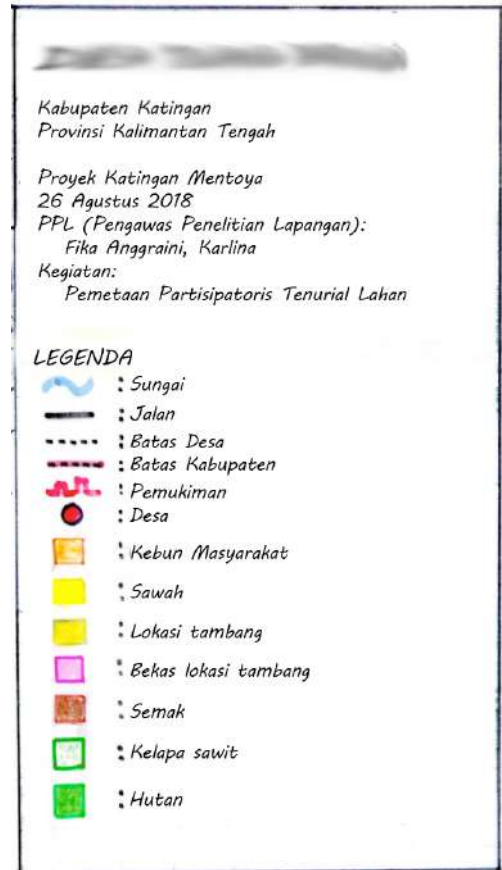 Kabupaten Katingan
Provinsi Kalimantan Tengah
Proyek Katingan Mentoya
26 Agustus 2018
PPL (Pengawas Penelitian Lapangan):
Fika Anggraini, Karlina
Kegiatan:
Pemetaan Partisipatoris Tenurial Lahan
LEGENDA
: Sungai
: Jalan
: Batas Desa
: Batas Kabupaten
: Pemukiman
: Desa
: Kebun Masyarakat
: Sawah
: Lokasi tambang
: Bekas lokasi tambang
: Semak
: Kelapa sawit
: Hutan